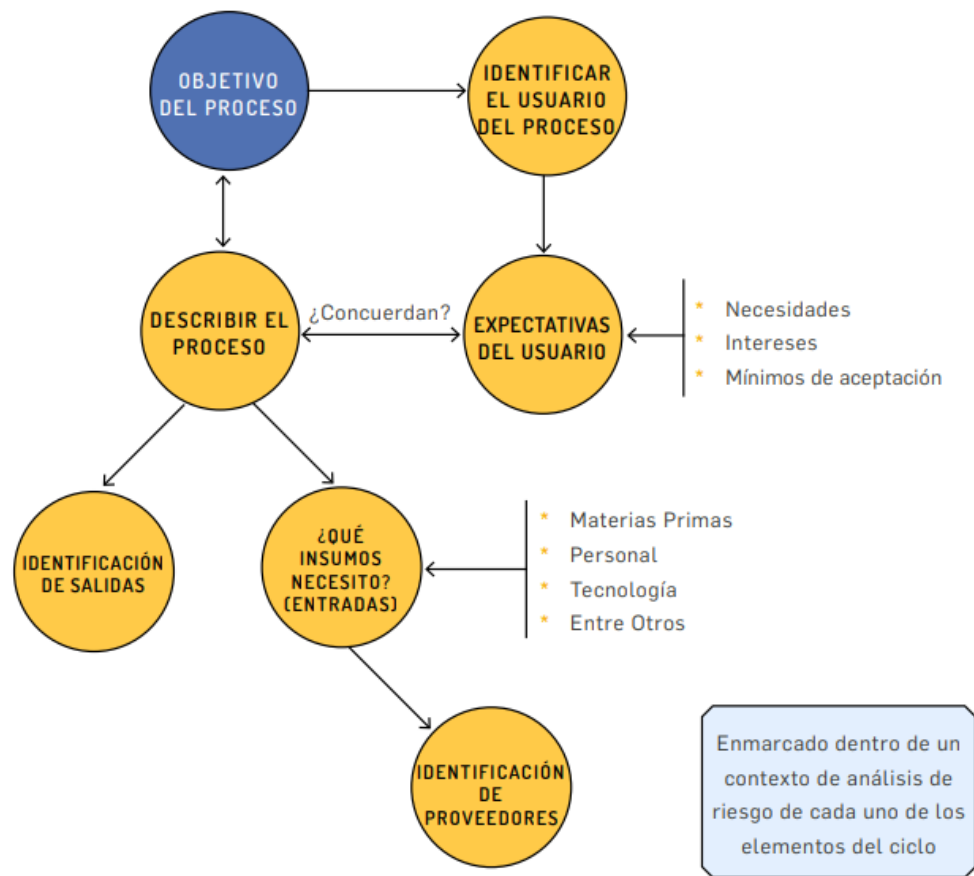 OBJETIVO
DEL PROCESO
IDENTIFICAR
EL USUARIO
DEL PROCESO
DESCRIBIR EL
PROCESO
¿Concuerdan?
EXPECTATIVAS
DEL USUARIO
* Necesidades
* Intereses
* Mínimos de aceptación
IDENTIFICACIÓN
DE SALIDAS
¿QUÉ
INSUMOS
NECESITO?
(ENTRADAS)
* Materias Primas
* Personal
* Tecnología
* Entre Otros
IDENTIFICACIÓN
DE
PROVEEDORES
Enmarcado dentro de un
contexto de análisis de
riesgo de cada uno de los
elementos del ciclo